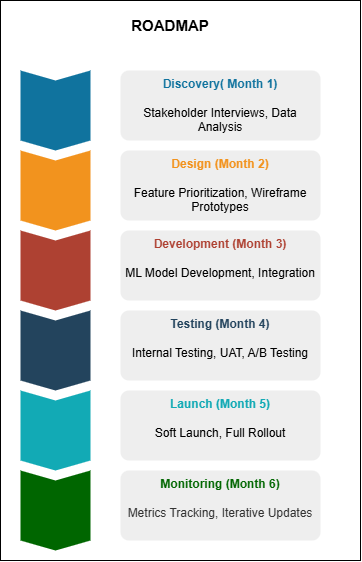 ROADMAP
Discovery( Month 1)
Stakeholder Interviews, Data
Analysis
Design (Month 2)
Feature Prioritization, Wireframe
Prototypes
Development (Month 3)
ML Model Development, Integration
Testing (Month 4)
Internal Testing, UAT, A/B Testing
Launch (Month 5)
Soft Launch, Full Rollout
Monitoring (Month 6)
Metrics Tracking, Iterative Updates